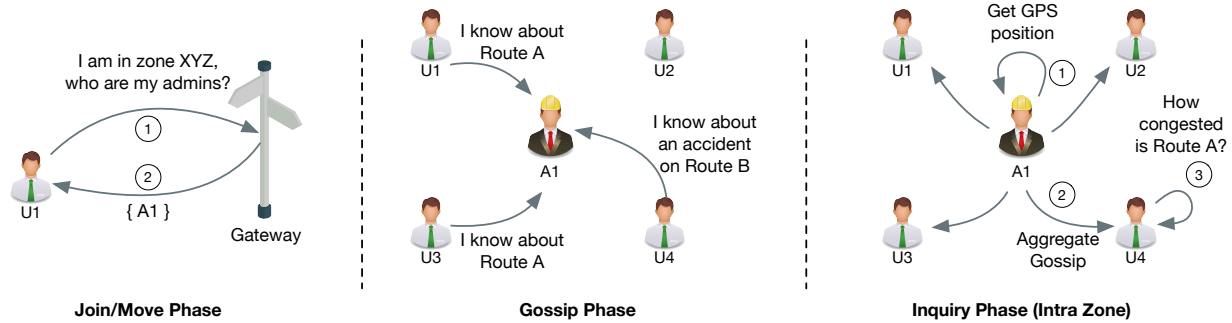 I am in zone XYZ,
who are my admins?
1
2
U1
{ A1 }
Gateway
Join/Move Phase
I know about
Route A
U1
U2
A1
I know about
an accident
on Route B
U3
I know about
Route A
U4
Gossip Phase
Get GPS
position
1
U1
U2
How
congested
is Route A?
A1
3
2
U3
Aggregate
Gossip
U4
Inquiry Phase (Intra Zone)